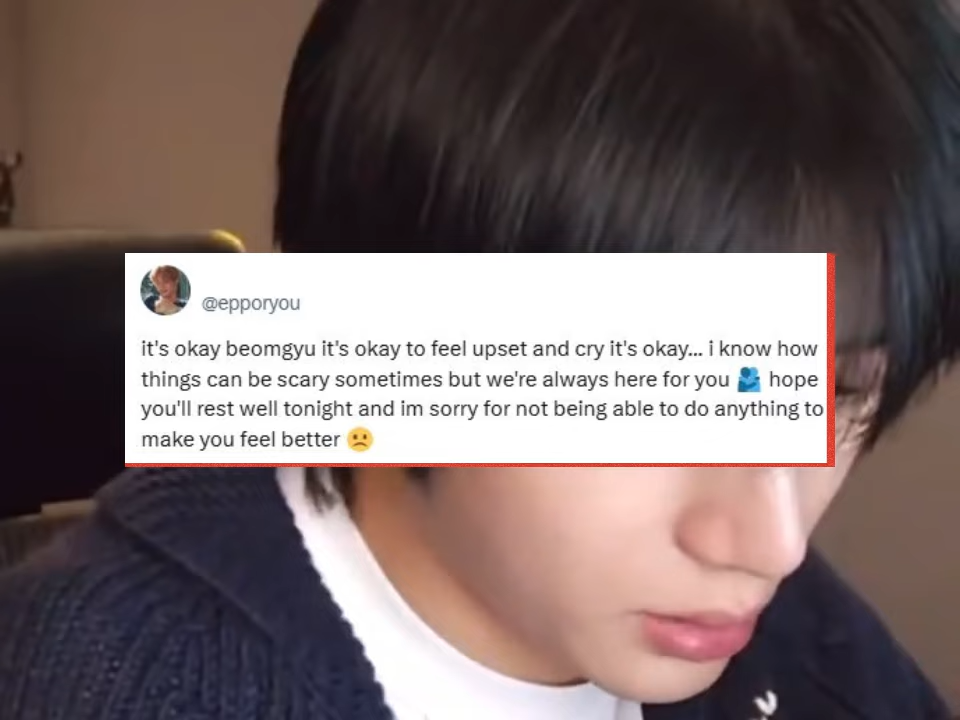 @epporyou
it's okay beomgyu it's okay to feel upset and cry it's okay... i know how
things can be scary sometimes but we're always here for you 🫂 hope
you'll rest well tonight and im sorry for not being able to do anything to
make you feel better ☹️